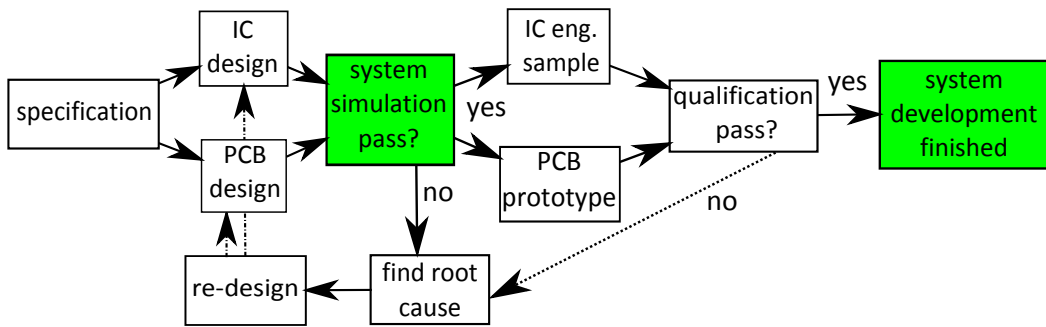 specification
IC
design
PCB
design
system
simulation
pass?
yes
no
IC eng.
sample
PCB
prototype
qualification
pass?
yes
no
system
development
finished
find root
cause
re-design